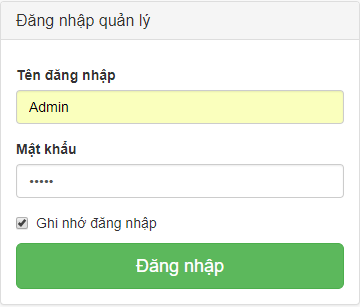 Đăng nhập quản lý
Tên đăng nhập
Admin
Mật khẩu
•••••
Ghi nhớ đăng nhập
Đăng nhập